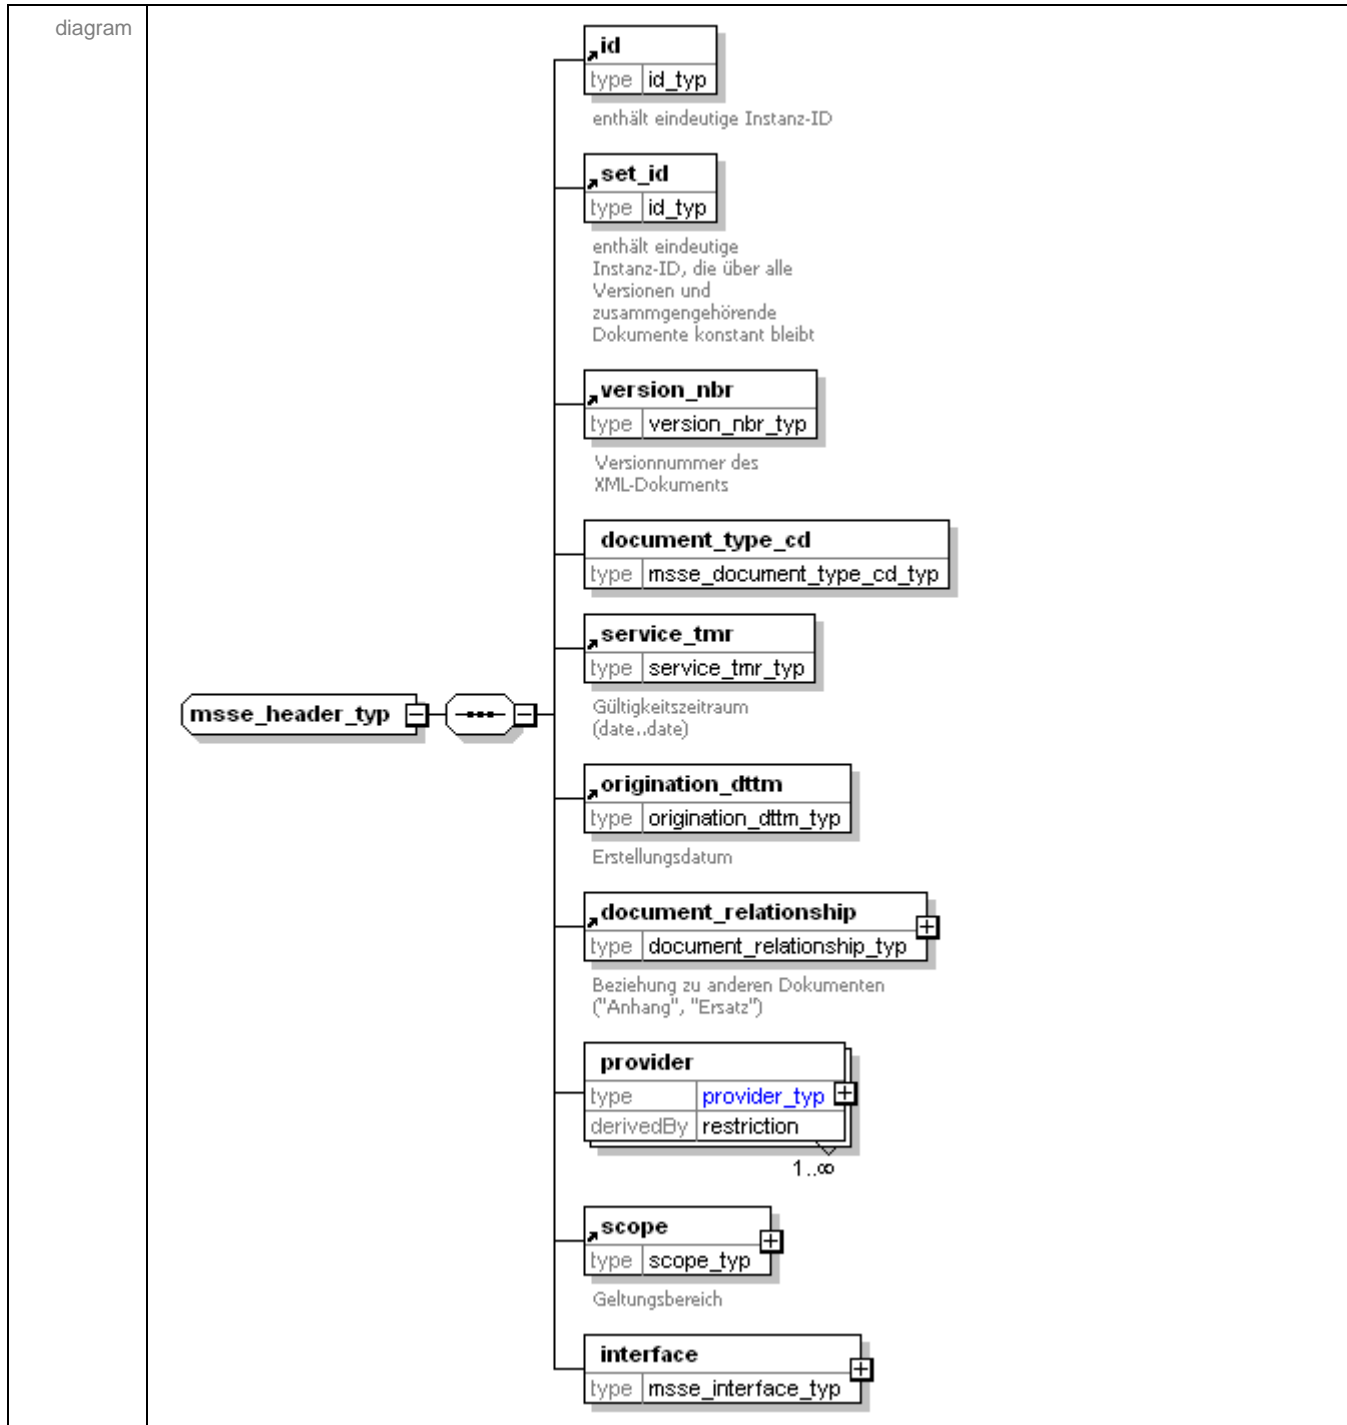 diagram
id
type id_typ
enthält eindeutige Instanz-ID
set_id
type id_typ
enthält eindeutige
Instanz-ID, die über alle
Versionen und
zusammgengehörende
Dokumente konstant bleibt
version_nbr
type version_nbr_typ
Versionnummer des
XML-Dokuments
document_type_cd
type msse_document_type_cd_typ
service_tmr
type service_tmr_typ
Gültigkeitszeitraum
(date..date)
msse_header_typ
origination_dttm
type origination_dttm_typ
Erstellungsdatum
document_relationship
type document_relationship_typ
Beziehung zu anderen Dokumenten
("Anhang", "Ersatz")
provider
type provider_typ
derivedBy restriction
1..∞
scope
type scope_typ
Geltungsbereich
interface
type msse_interface_typ